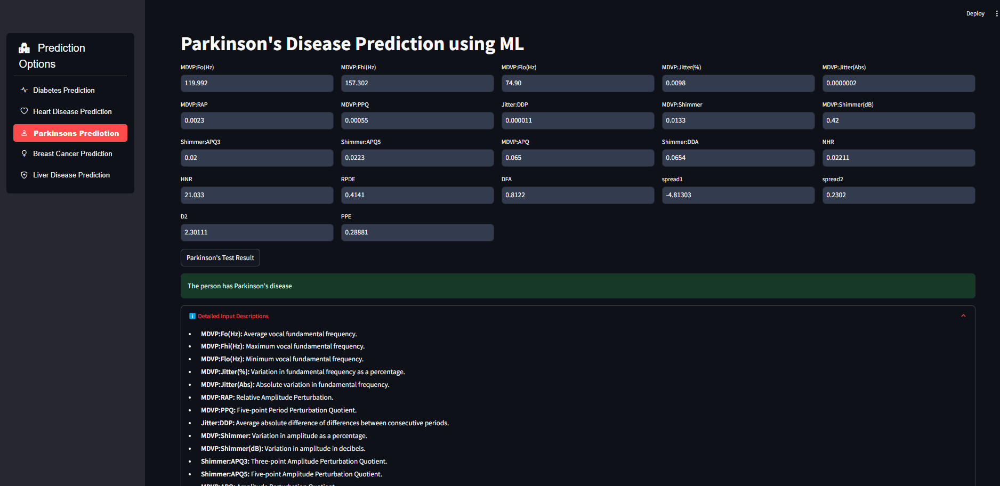 Deploy
Prediction
Options
Diabetes Prediction
Heart Disease Prediction
Parkinsons Prediction
Breast Cancer Prediction
Liver Disease Prediction
Parkinson's Disease Prediction using ML
MDVP:Fo(Hz) MDVP:Fhi(Hz) MDVP:Flo(Hz) MDVP:Jitter(%) MDVP:Jitter(Abs)
119.992 157.302 74.90 0.0098 0.0000002
MDVP:RAP MDVP:PPQ Jitter:DDP MDVP:Shimmer MDVP:Shimmer(dB)
0.0023 0.00055 0.000011 0.0133 0.42
Shimmer:APQ3 Shimmer:APQ5 MDVP:APQ Shimmer:DDA NHR
0.02 0.0223 0.065 0.0654 0.02211
HNR RPDE DFA spread1 spread2
21.033 0.4141 0.8122 -4.81303 0.2302
D2 PPE
2.30111 0.28881
Parkinson's Test Result
The person has Parkinson's disease
Detailed Input Descriptions
• MDVP:Fo(Hz): Average vocal fundamental frequency.
• MDVP:Fhi(Hz): Maximum vocal fundamental frequency.
• MDVP:Flo(Hz): Minimum vocal fundamental frequency.
• MDVP:Jitter(%): Variation in fundamental frequency as a percentage.
• MDVP:Jitter(Abs): Absolute variation in fundamental frequency.
• MDVP:RAP: Relative Amplitude Perturbation.
• MDVP:PPQ: Five-point Period Perturbation Quotient.
• Jitter:DDP: Average absolute difference of differences between consecutive periods.
• MDVP:Shimmer: Variation in amplitude as a percentage.
• MDVP:Shimmer(dB): Variation in amplitude in decibels.
• Shimmer:APQ3: Three-point Amplitude Perturbation Quotient.
• Shimmer:APQ5: Five-point Amplitude Perturbation Quotient.
• MDVP:APQ: Amplitude Perturbation Quotient.